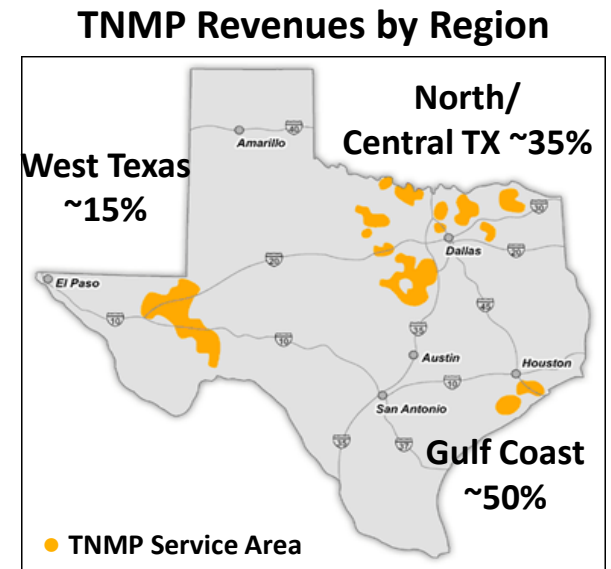 TNMP Revenues by Region
North/
Central TX ~35%
West Texas
~15%
Amarillo
40
30
Dallas
20
20
El Paso
10
45
35
10
Austin
Houston
10
San Antonio
35
37
Gulf Coast
~50%
TNMP Service Area